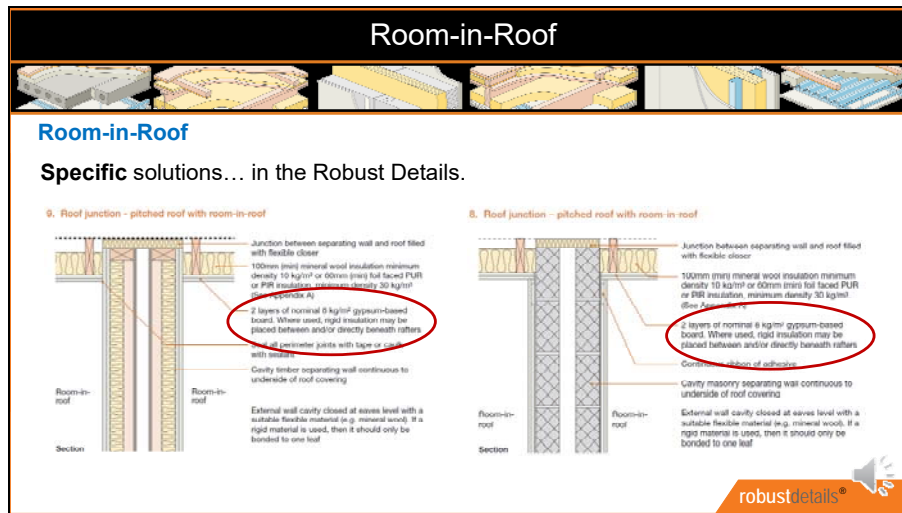 Room-in-Roof
Room-in-Roof
Specific solutions… in the Robust Details.
9. Roof junction - pitched roof with room-in-roof
Junction between separating wall and roof filled
with flexible closer
100mm (min) mineral wool insulation minimum
density 10 kg/m³ or 60mm (min) foil faced PUR
or PIR insulation, minimum density 30 kg/m³
(See Appendix A)
2 layers of nominal 8 kg/m² gypsum-based
board. Where used, rigid insulation may be
placed between and/or directly beneath rafters
Seal all perimeter joints with tape or caulk
with sealant
Cavity timber separating wall continuous to
underside of roof covering
Room-in-
roof
Room-in-
roof
External wall cavity closed at eaves level with a
suitable flexible material (e.g. mineral wool). If a
rigid material is used, then it should only be
bonded to one leaf
Section
8. Roof junction - pitched roof with room-in-roof
Junction between separating wall and roof filled
with flexible closer
100mm (min) mineral wool insulation minimum
density 10 kg/m³ or 60mm (min) foil faced PUR
or PIR insulation, minimum density 30 kg/m³
(See Appendix A)
2 layers of nominal 8 kg/m² gypsum-based
board. Where used, rigid insulation may be
placed between and/or directly beneath rafters
Continuous ribbon of adhesive
Cavity masonry separating wall continuous to
underside of roof covering
Room-in-
roof
Room-in-
roof
External wall cavity closed at eaves level with a
suitable flexible material (e.g. mineral wool). If a
rigid material is used, then it should only be
bonded to one leaf
Section
robustdetails®